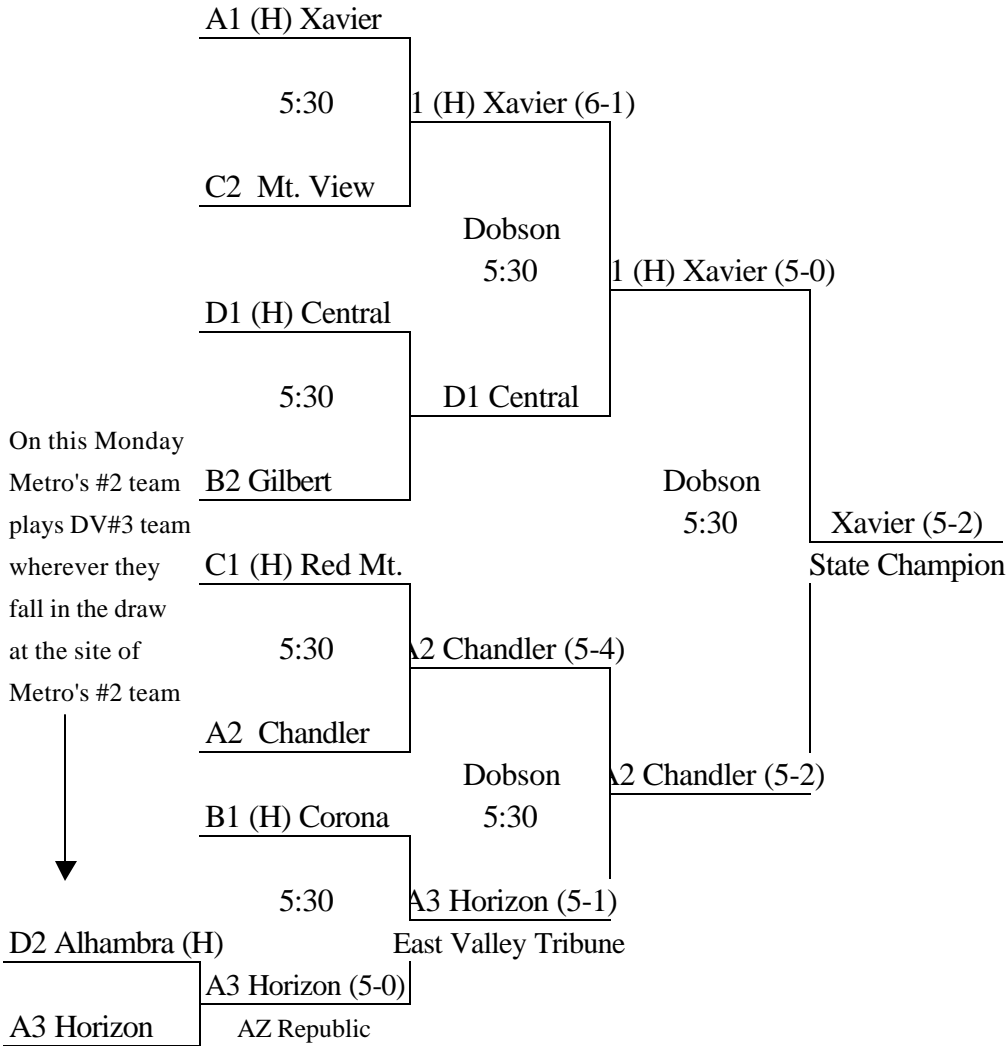 A1 (H) Xavier
5:30
1 (H) Xavier (6-1)
C2 Mt. View
Dobson
5:30
1 (H) Xavier (5-0)
D1 (H) Central
5:30
D1 Central
On this Monday
Metro's #2 team
plays DV#3 team
wherever they
fall in the draw
at the site of
Metro's #2 team
B2 Gilbert
Dobson
5:30
Xavier (5-2)
State Champion
C1 (H) Red Mt.
5:30
A2 Chandler (5-4)
A2 Chandler
Dobson
5:30
A2 Chandler (5-2)
B1 (H) Corona
5:30
A3 Horizon (5-1)
East Valley Tribune
D2 Alhambra (H)
A3 Horizon (5-0)
AZ Republic
A3 Horizon